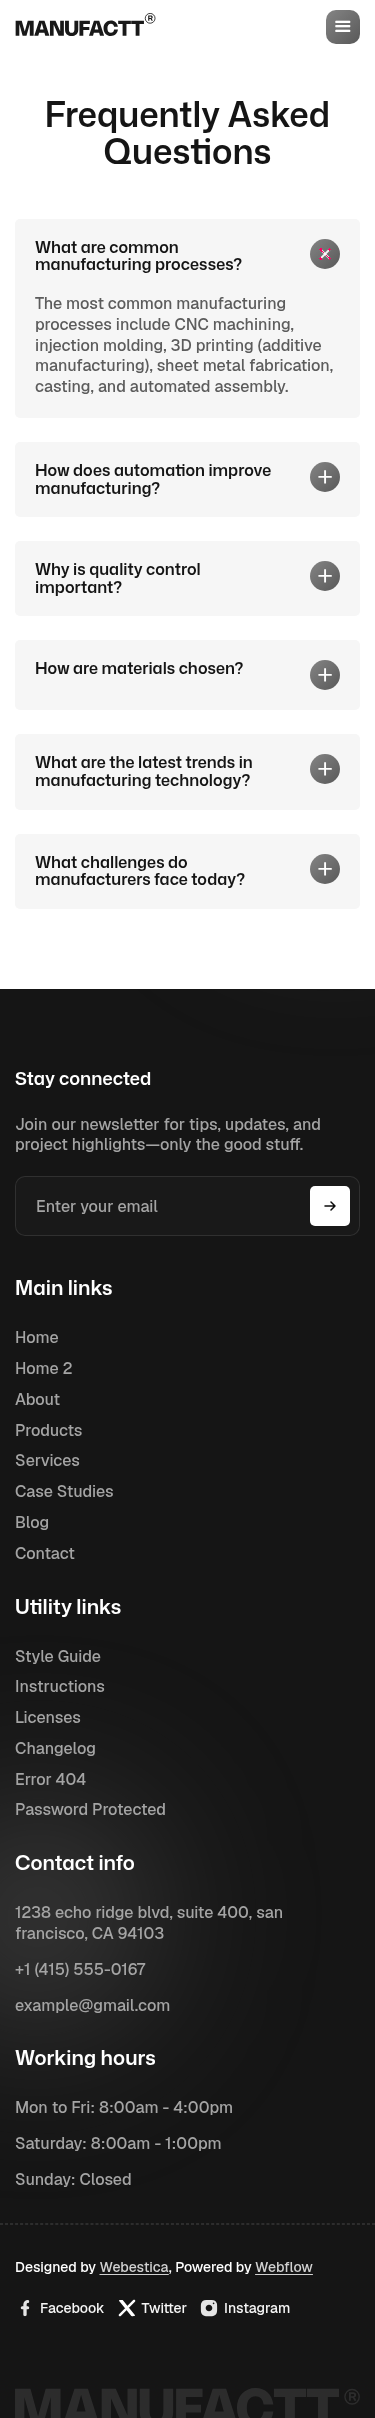 MANUFACTT®
Frequently Asked
Questions
What are common
manufacturing processes?
The most common manufacturing
processes include CNC machining,
injection molding, 3D printing (additive
manufacturing), sheet metal fabrication,
casting, and automated assembly.
How does automation improve
manufacturing?
Why is quality control
important?
How are materials chosen?
What are the latest trends in
manufacturing technology?
What challenges do
manufacturers face today?
Stay connected
Join our newsletter for tips, updates, and
project highlights—only the good stuff.
Enter your email
Main links
Home
Home 2
About
Products
Services
Case Studies
Blog
Contact
Utility links
Style Guide
Instructions
Licenses
Changelog
Error 404
Password Protected
Contact info
1238 echo ridge blvd, suite 400, san
francisco, CA 94103
+1 (415) 555-0167
example@gmail.com
Working hours
Mon to Fri: 8:00am - 4:00pm
Saturday: 8:00am - 1:00pm
Sunday: Closed
Designed by Webestica, Powered by Webflow
Facebook Twitter Instagram
MANUFACTT®